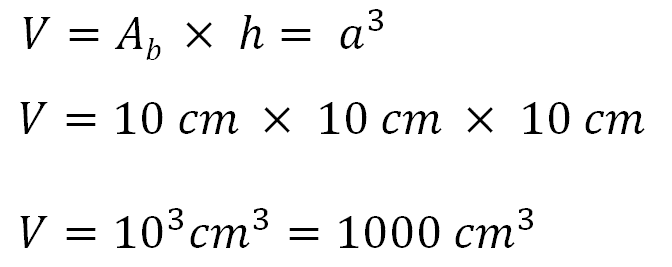 V = A_b × h = a³
V = 10 cm × 10 cm × 10 cm
V = 10³cm³ = 1000 cm³